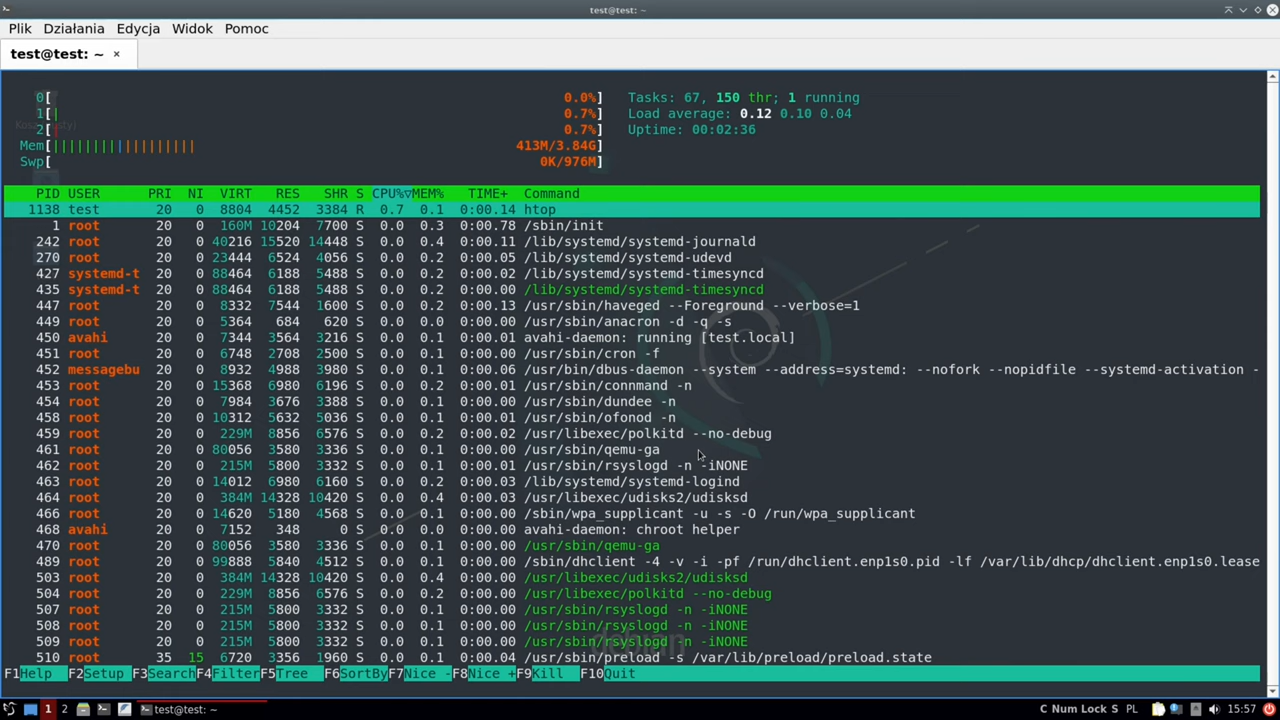 test@test: ~
Plik Działania Edycja Widok Pomoc
test@test: ~ ×
0[ 0.0%] Tasks: 67, 150 thr; 1 running
1[| 0.7%] Load average: 0.12 0.10 0.04
2[| 0.7%] Uptime: 00:02:36
Mem[|||||||||||||||||| 413M/3.84G]
Swp[ 0K/976M]
PID USER PRI NI VIRT RES SHR S CPU%▽MEM% TIME+ Command
1138 test 20 0 8804 4452 3384 R 0.7 0.1 0:00.14 htop
1 root 20 0 160M 10204 7700 S 0.0 0.3 0:00.78 /sbin/init
242 root 20 0 40216 15520 14448 S 0.0 0.4 0:00.11 /lib/systemd/systemd-journald
270 root 20 0 23444 6524 4056 S 0.0 0.2 0:00.05 /lib/systemd/systemd-udevd
427 systemd-t 20 0 88464 6188 5488 S 0.0 0.2 0:00.02 /lib/systemd/systemd-timesyncd
435 systemd-t 20 0 88464 6188 5488 S 0.0 0.2 0:00.00 /lib/systemd/systemd-timesyncd
447 root 20 0 8332 7544 1600 S 0.0 0.2 0:00.13 /usr/sbin/haveged --Foreground --verbose=1
449 root 20 0 5364 684 620 S 0.0 0.0 0:00.00 /usr/sbin/anacron -d -q -s
450 avahi 20 0 7344 3564 3216 S 0.0 0.1 0:00.01 avahi-daemon: running [test.local]
451 root 20 0 6748 2708 2500 S 0.0 0.1 0:00.00 /usr/sbin/cron -f
452 messagebu 20 0 8932 4988 3980 S 0.0 0.1 0:00.06 /usr/bin/dbus-daemon --system --address=systemd: --nofork --nopidfile --systemd-activation -
453 root 20 0 15368 6980 6196 S 0.0 0.2 0:00.01 /usr/sbin/connmand -n
454 root 20 0 7984 3676 3388 S 0.0 0.1 0:00.00 /usr/sbin/dundee -n
458 root 20 0 10312 5632 5036 S 0.0 0.1 0:00.01 /usr/sbin/ofonod -n
459 root 20 0 229M 8856 6576 S 0.0 0.2 0:00.02 /usr/libexec/polkitd --no-debug
461 root 20 0 80056 3580 3336 S 0.0 0.1 0:00.00 /usr/sbin/qemu-ga
462 root 20 0 215M 5800 3332 S 0.0 0.1 0:00.01 /usr/sbin/rsyslogd -n -iNONE
463 root 20 0 14012 6980 6128 S 0.0 0.2 0:00.03 /lib/systemd/systemd-logind
464 root 20 0 384M 14328 10420 S 0.0 0.4 0:00.03 /usr/libexec/udisks2/udisksd
466 root 20 0 14620 5180 4568 S 0.0 0.1 0:00.03 /sbin/wpa_supplicant -u -s -O /run/wpa_supplicant
468 avahi 20 0 7152 348 0 S 0.0 0.0 0:00.00 avahi-daemon: chroot helper
470 root 20 0 80056 3580 3336 S 0.0 0.1 0:00.00 /usr/sbin/qemu-ga
489 root 20 0 99888 5840 4512 S 0.0 0.1 0:00.03 /sbin/dhclient -4 -v -i -pf /run/dhclient.enp1s0.pid -lf /var/lib/dhcp/dhclient.enp1s0.lease
503 root 20 0 384M 14328 10420 S 0.0 0.4 0:00.00 /usr/libexec/udisks2/udisksd
504 root 20 0 229M 8856 6576 S 0.0 0.2 0:00.00 /usr/libexec/polkitd --no-debug
507 root 20 0 215M 5800 3332 S 0.0 0.1 0:00.00 /usr/sbin/rsyslogd -n -iNONE
508 root 20 0 215M 5800 3332 S 0.0 0.1 0:00.00 /usr/sbin/rsyslogd -n -iNONE
509 root 20 0 215M 5800 3332 S 0.0 0.1 0:00.00 /usr/sbin/rsyslogd -n -iNONE
debian
510 root 35 15 6720 3356 1960 S 0.0 0.1 0:00.04 /usr/sbin/preload -s /var/lib/preload/preload.state
F1Help F2Setup F3SearchF4FilterF5Tree F6SortByF7Nice -F8Nice +F9Kill F10Quit
1 2 test@test: ~ C Num Lock S PL 15:57